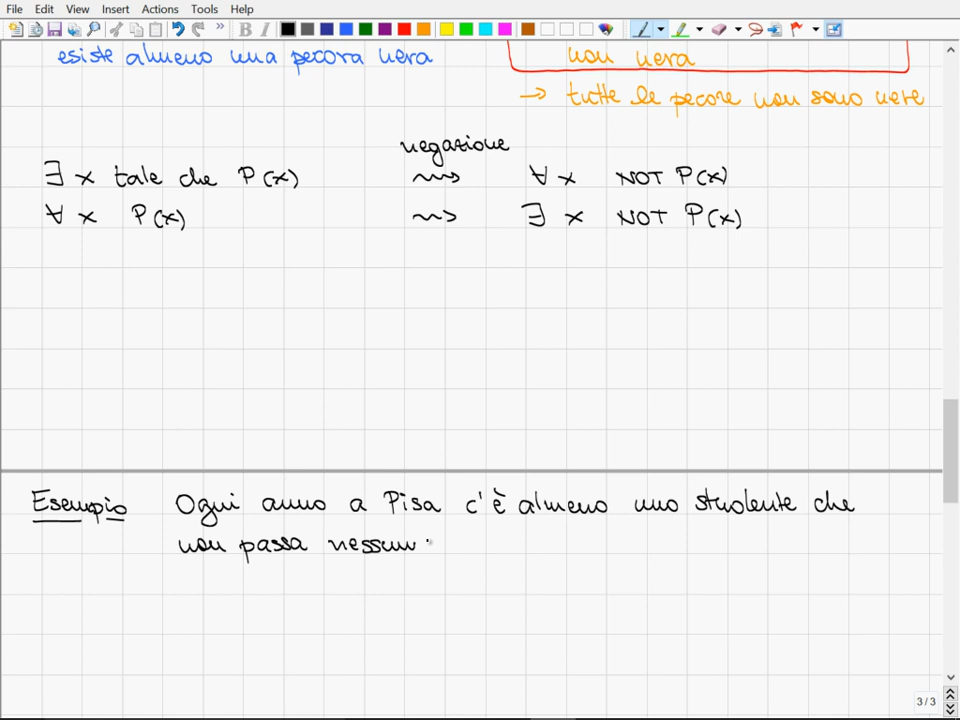 File Edit View Insert Actions Tools Help
esiste almeno una pecora nera
non nera
→ tutte le pecore non sono nere
negazione
∃ x tale che P(x) ⇝ ∀ x NOT P(x)
∀ x P(x) ⇝ ∃ x NOT P(x)
Esempio Ogni anno a Pisa c'è almeno uno studente che
non passa nessun
3/3